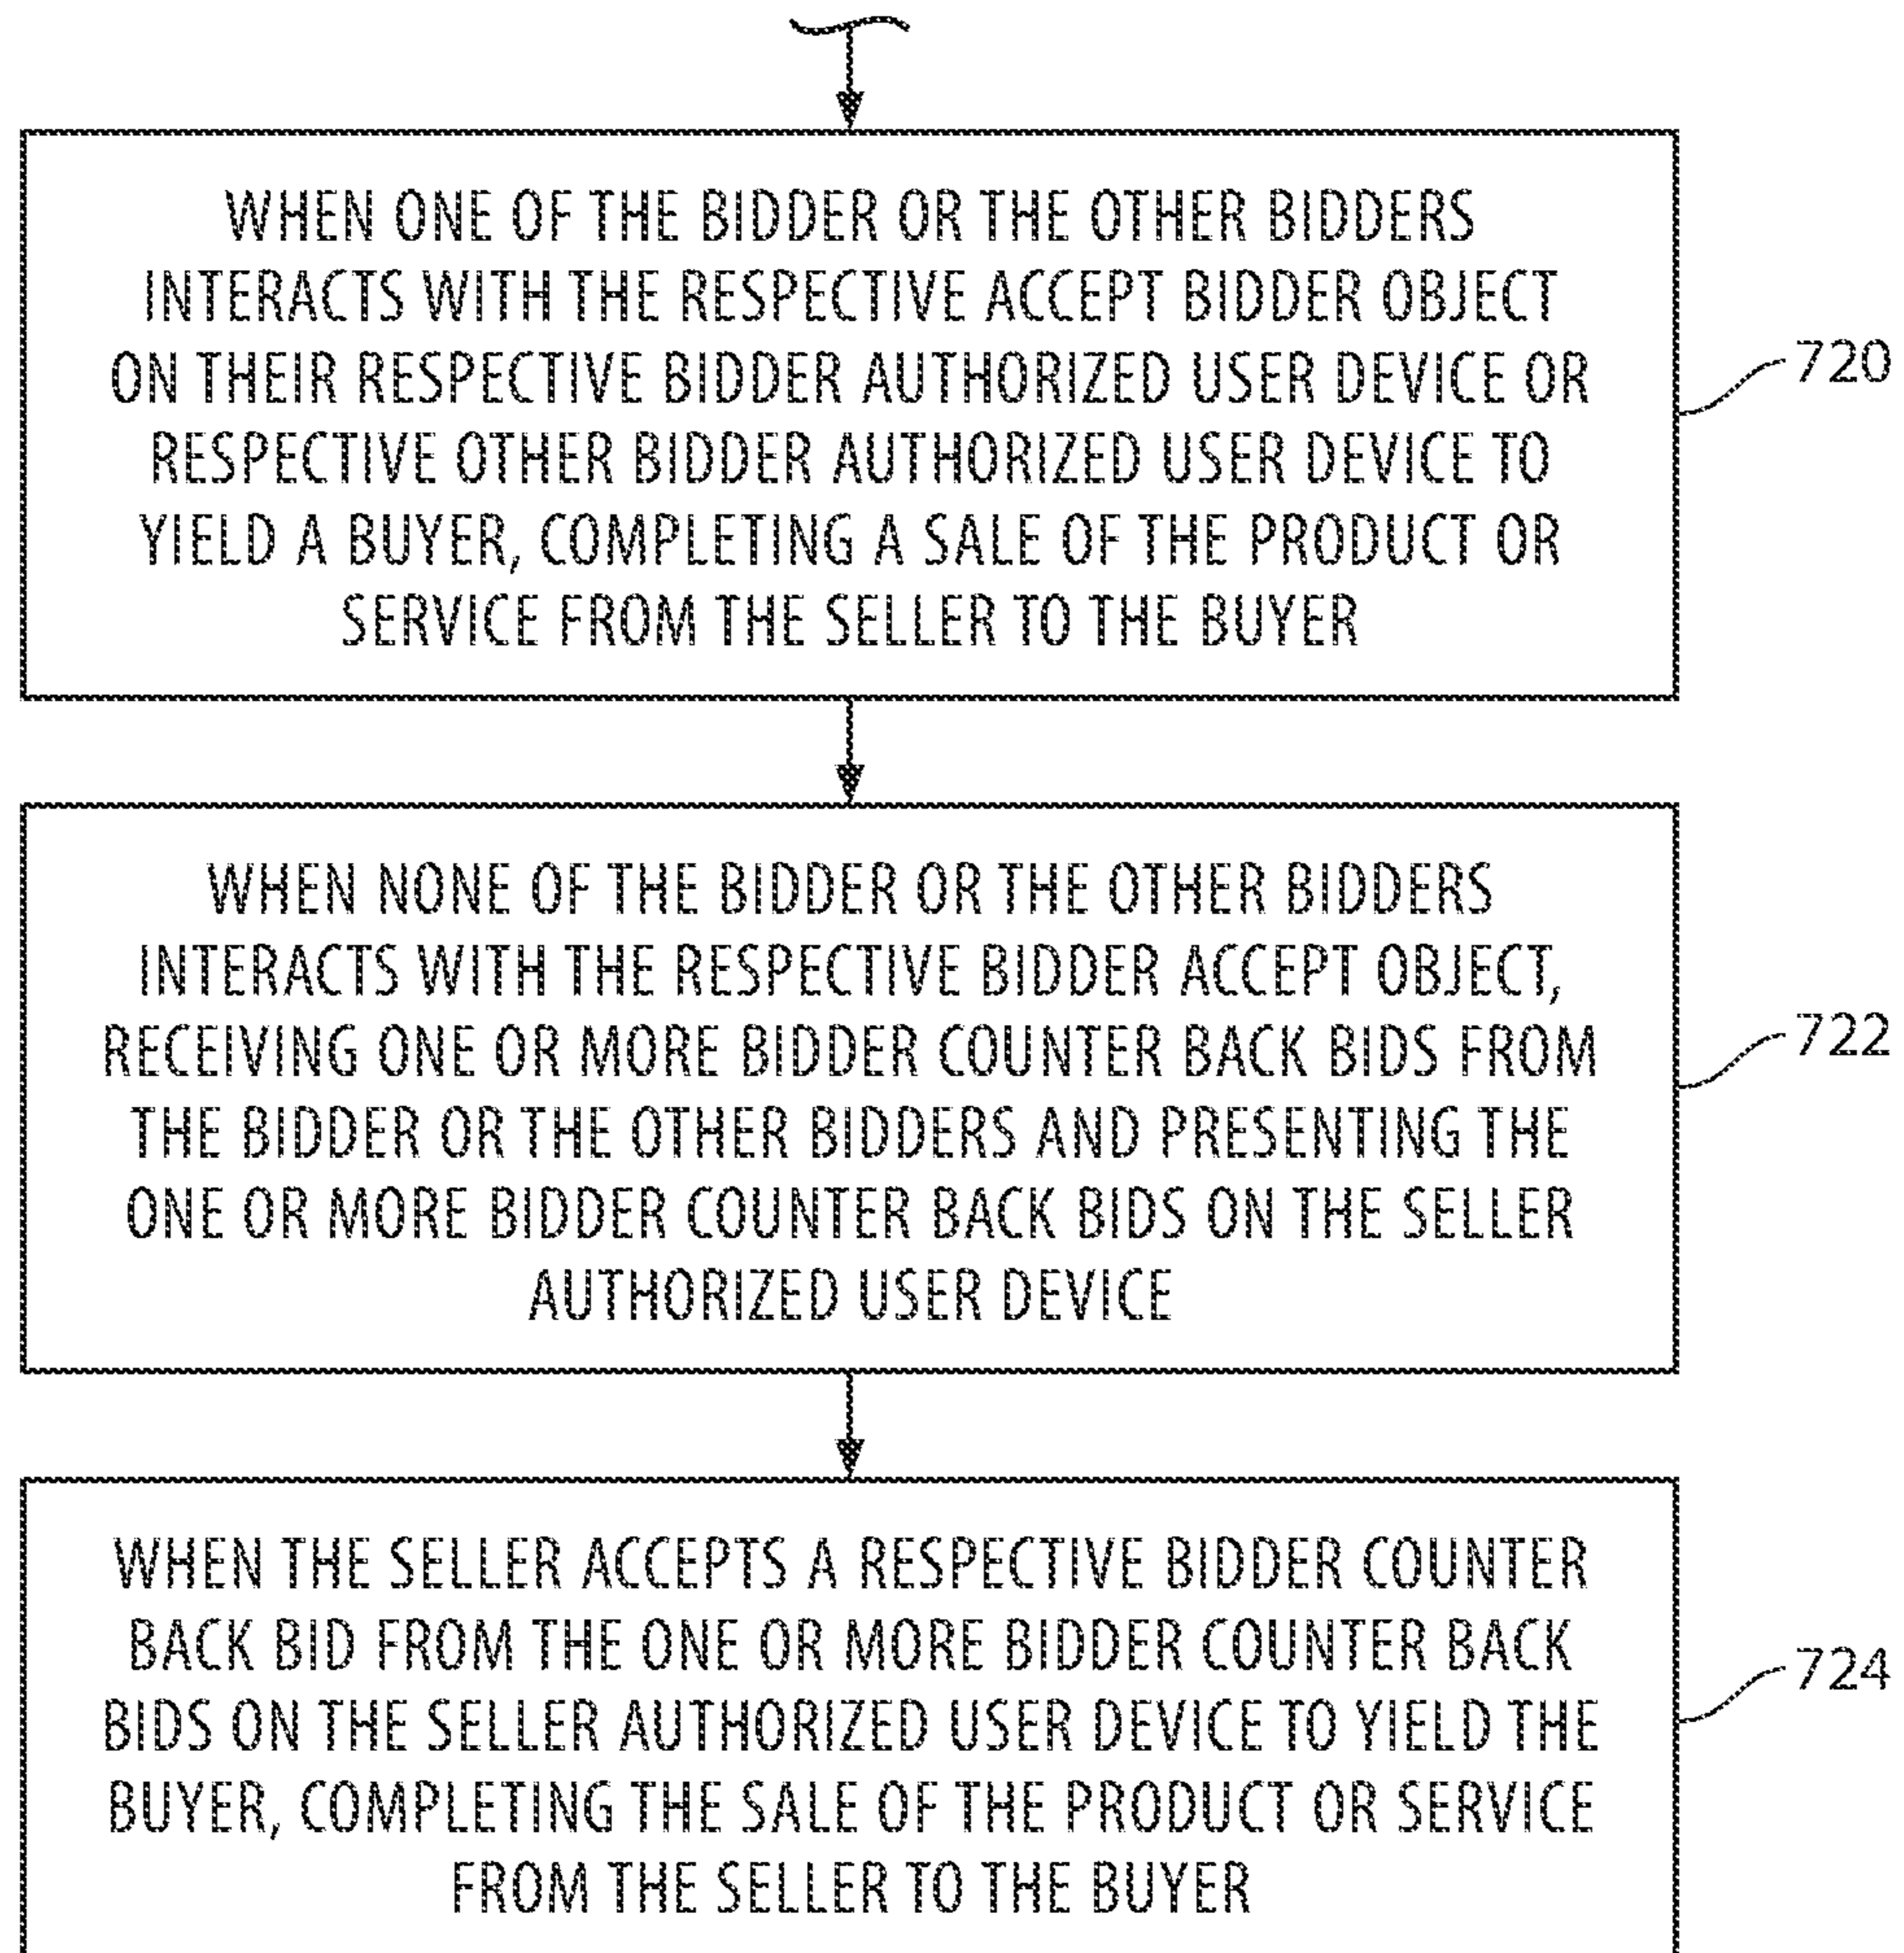 WHEN ONE OF THE BIDDER OR THE OTHER BIDDERS
INTERACTS WITH THE RESPECTIVE ACCEPT BIDDER OBJECT
ON THEIR RESPECTIVE BIDDER AUTHORIZED USER DEVICE OR
RESPECTIVE OTHER BIDDER AUTHORIZED USER DEVICE TO
YIELD A BUYER, COMPLETING A SALE OF THE PRODUCT OR
SERVICE FROM THE SELLER TO THE BUYER
720
WHEN NONE OF THE BIDDER OR THE OTHER BIDDERS
INTERACTS WITH THE RESPECTIVE BIDDER ACCEPT OBJECT,
RECEIVING ONE OR MORE BIDDER COUNTER BACK BIDS FROM
THE BIDDER OR THE OTHER BIDDERS AND PRESENTING THE
ONE OR MORE BIDDER COUNTER BACK BIDS ON THE SELLER
AUTHORIZED USER DEVICE
722
WHEN THE SELLER ACCEPTS A RESPECTIVE BIDDER COUNTER
BACK BID FROM THE ONE OR MORE BIDDER COUNTER BACK
BIDS ON THE SELLER AUTHORIZED USER DEVICE TO YIELD THE
BUYER, COMPLETING THE SALE OF THE PRODUCT OR SERVICE
FROM THE SELLER TO THE BUYER
724